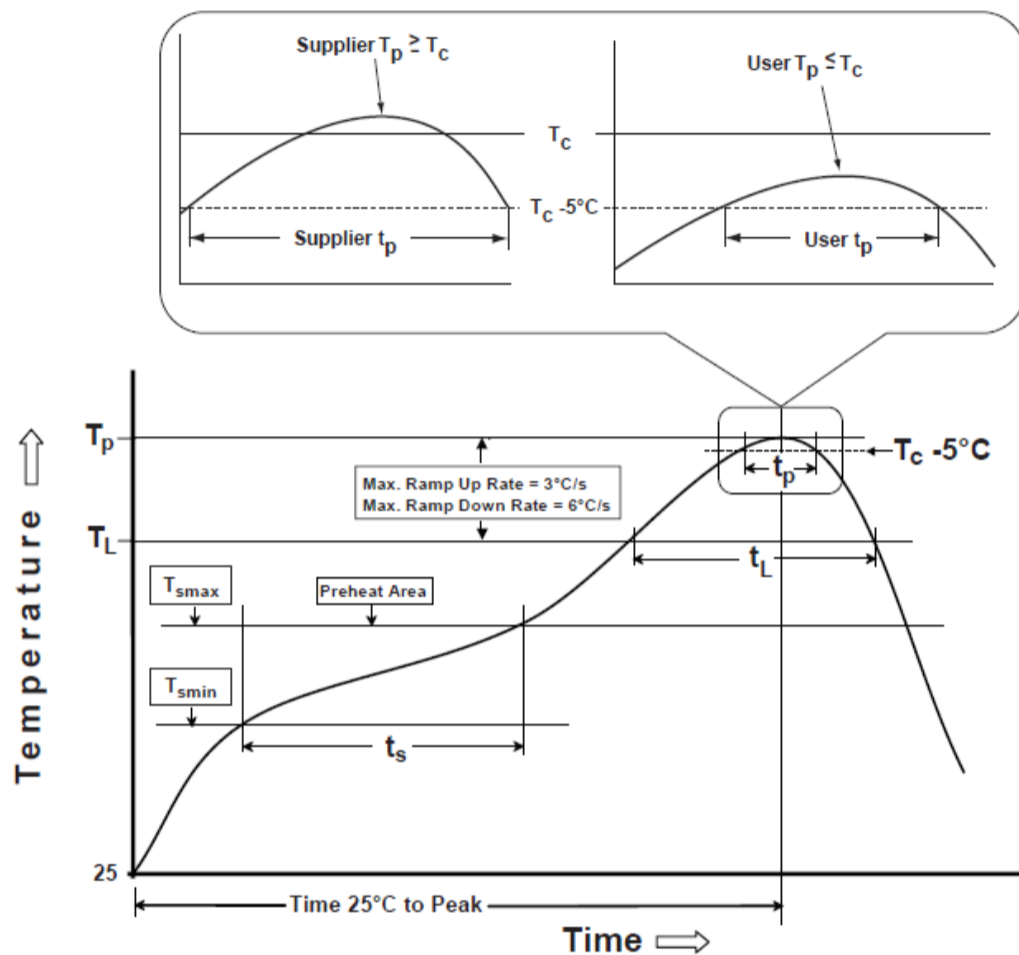 Supplier Tp ≥ Tc
User Tp ≤ Tc
Tc
Tc -5°C
Supplier tp
User tp
Tp
Tc -5°C
tp
Max. Ramp Up Rate = 3°C/s
Max. Ramp Down Rate = 6°C/s
TL
tL
Tsmax
Preheat Area
Tsmin
ts
Temperature
25
Time 25°C to Peak
Time